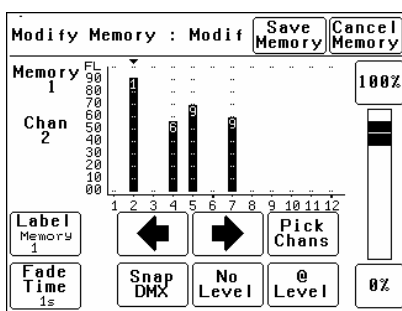 Modify Memory : Modif
Save Memory
Cancel Memory
Memory 1
Chan 2
FL
90
80
70
60
50
40
30
20
10
00
1
6
9
9
1 2 3 4 5 6 7 8 9 10 11 12
100%
Label
Memory
1
Pick
Chans
Fade
Time
1s
Snap
DMX
No
Level
@
Level
0%